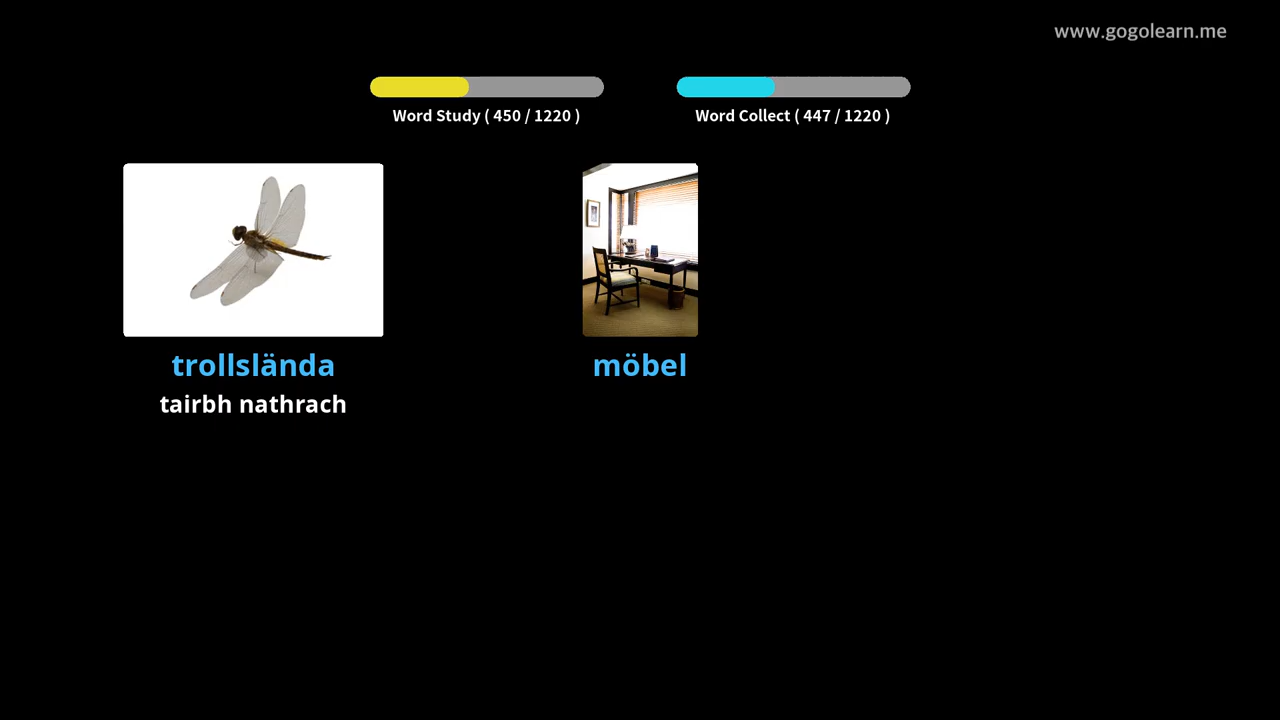 www.gogolearn.me
Word Study ( 450 / 1220 )
Word Collect ( 447 / 1220 )
trollslända
möbel
tairbh nathrach